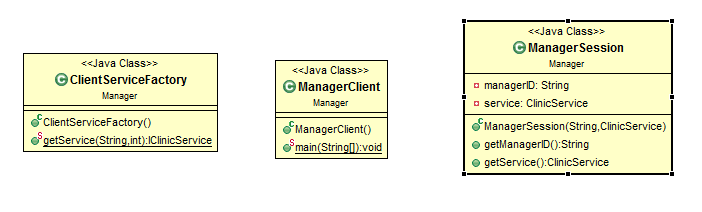 <<Java Class>>
ClientServiceFactory
Manager
ClientServiceFactory()
getService(String,int):IClinicService
<<Java Class>>
ManagerClient
Manager
ManagerClient()
main(String[]):void
<<Java Class>>
ManagerSession
Manager
managerID: String
service: ClinicService
ManagerSession(String,ClinicService)
getManagerID():String
getService():ClinicService